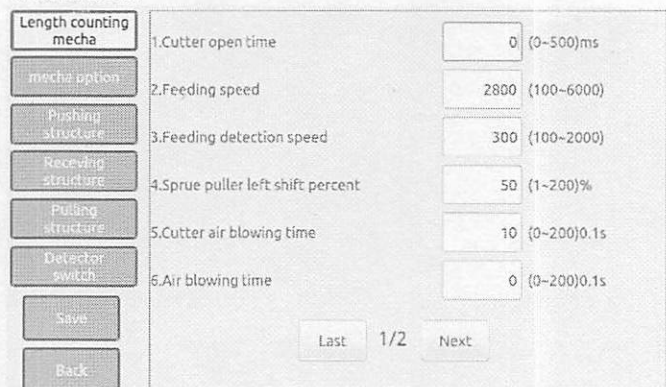 Length counting
mecha
mecha option
Pushing
structure
Receving
structure
Pulling
structure
Detector
switch
Save
Back
1.Cutter open time 0 (0~500)ms
2.Feeding speed 2800 (100~6000)
3.Feeding detection speed 300 (100~2000)
4.Sprue puller left shift percent 50 (1~200)%
5.Cutter air blowing time 10 (0~200)0.1s
6.Air blowing time 0 (0~200)0.1s
Last 1/2 Next